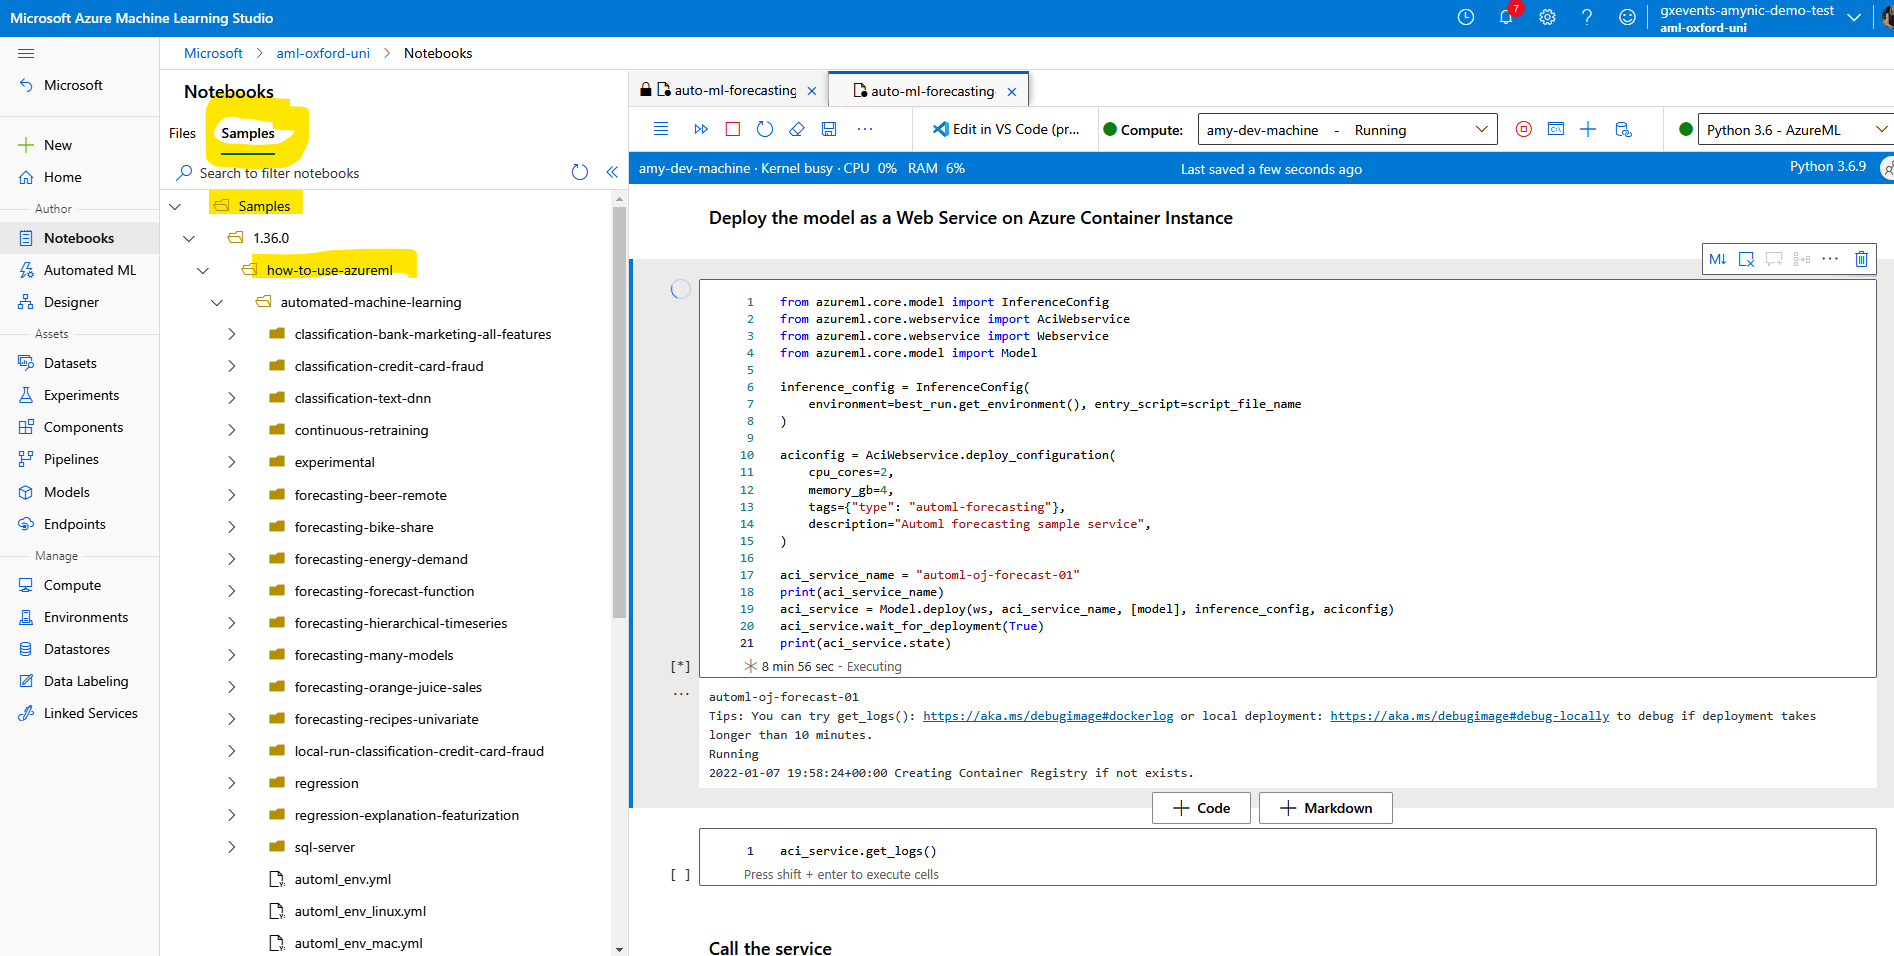 Microsoft Azure Machine Learning Studio
7
gxevents-amynic-demo-test
aml-oxford-uni
Microsoft
New
Home
Author
Notebooks
Automated ML
Designer
Assets
Datasets
Experiments
Components
Pipelines
Models
Endpoints
Manage
Compute
Environments
Datastores
Data Labeling
Linked Services
Microsoft > aml-oxford-uni > Notebooks
Notebooks
Files Samples
Search to filter notebooks
Samples
1.36.0
how-to-use-azureml
automated-machine-learning
classification-bank-marketing-all-features
classification-credit-card-fraud
classification-text-dnn
continuous-retraining
experimental
forecasting-beer-remote
forecasting-bike-share
forecasting-energy-demand
forecasting-forecast-function
forecasting-hierarchical-timeseries
forecasting-many-models
forecasting-orange-juice-sales
forecasting-recipes-univariate
local-run-classification-credit-card-fraud
regression
regression-explanation-featurization
sql-server
automl_env.yml
automl_env_linux.yml
automl_env_mac.yml
auto-ml-forecasting auto-ml-forecasting-
Edit in VS Code (pr... Compute: amy-dev-machine - Running Python 3.6 - AzureML
amy-dev-machine · Kernel busy · CPU 0% RAM 6% Last saved a few seconds ago Python 3.6.9
Deploy the model as a Web Service on Azure Container Instance
M↓ ···
1 from azureml.core.model import InferenceConfig
2 from azureml.core.webservice import AciWebservice
3 from azureml.core.webservice import Webservice
4 from azureml.core.model import Model
5
6 inference_config = InferenceConfig(
7 environment=best_run.get_environment(), entry_script=script_file_name
8 )
9
10 aciconfig = AciWebservice.deploy_configuration(
11 cpu_cores=2,
12 memory_gb=4,
13 tags={"type": "automl-forecasting"},
14 description="Automl forecasting sample service",
15 )
16
17 aci_service_name = "automl-oj-forecast-01"
18 print(aci_service_name)
19 aci_service = Model.deploy(ws, aci_service_name, [model], inference_config, aciconfig)
20 aci_service.wait_for_deployment(True)
21 print(aci_service.state)
[*] 8 min 56 sec - Executing
automl-oj-forecast-01
Tips: You can try get_logs(): https://aka.ms/debugimage#dockerlog or local deployment: https://aka.ms/debugimage#debug-locally to debug if deployment takes
longer than 10 minutes.
Running
2022-01-07 19:58:24+00:00 Creating Container Registry if not exists.
+ Code + Markdown
1 aci_service.get_logs()
[ ] Press shift + enter to execute cells
Call the service